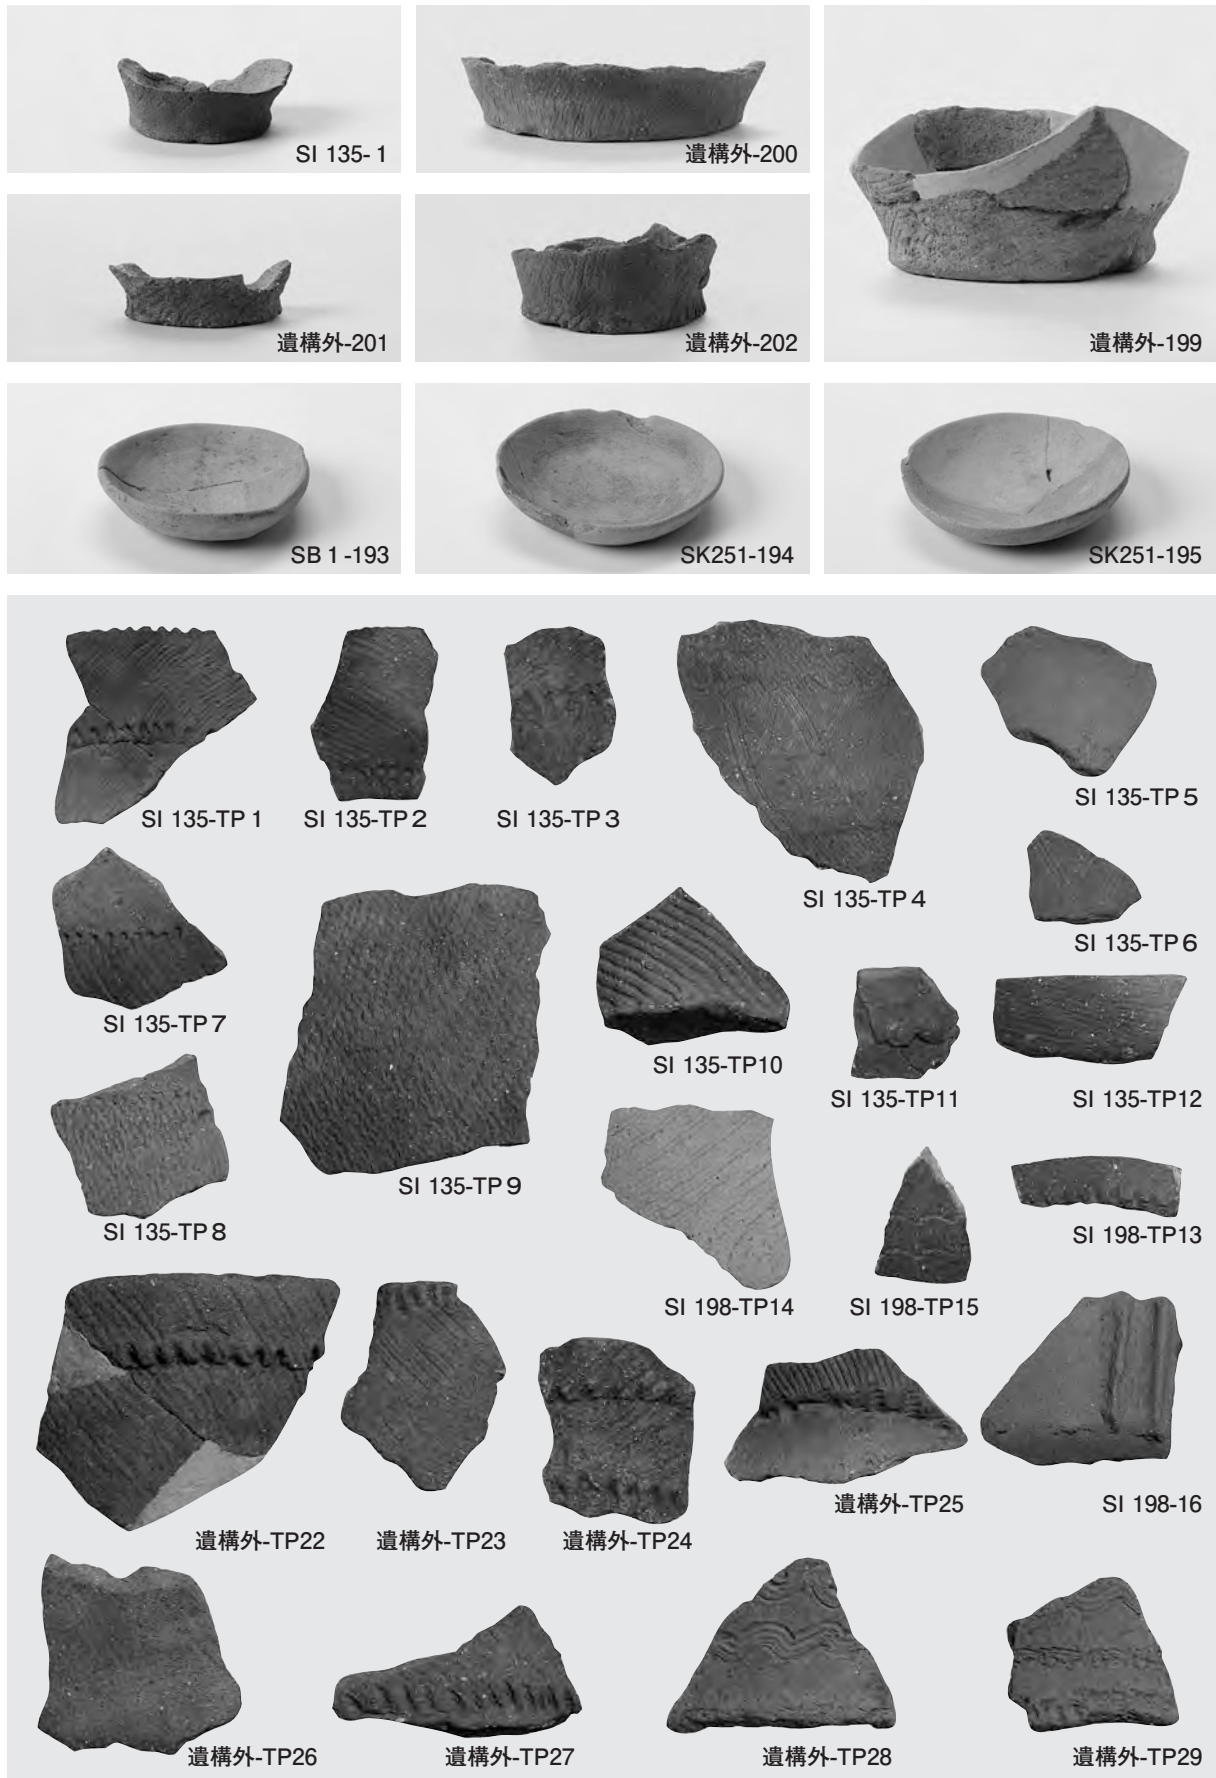 SI 135-1
遺構外-200
遺構外-201
遺構外-202
遺構外-199
SB 1-193
SK251-194
SK251-195
SI 135-TP 1
SI 135-TP 2
SI 135-TP 3
SI 135-TP 4
SI 135-TP 5
SI 135-TP 6
SI 135-TP 7
SI 135-TP 8
SI 135-TP 9
SI 135-TP10
SI 135-TP11
SI 135-TP12
SI 198-TP13
SI 198-TP14
SI 198-TP15
遺構外-TP22
遺構外-TP23
遺構外-TP24
遺構外-TP25
SI 198-16
遺構外-TP26
遺構外-TP27
遺構外-TP28
遺構外-TP29